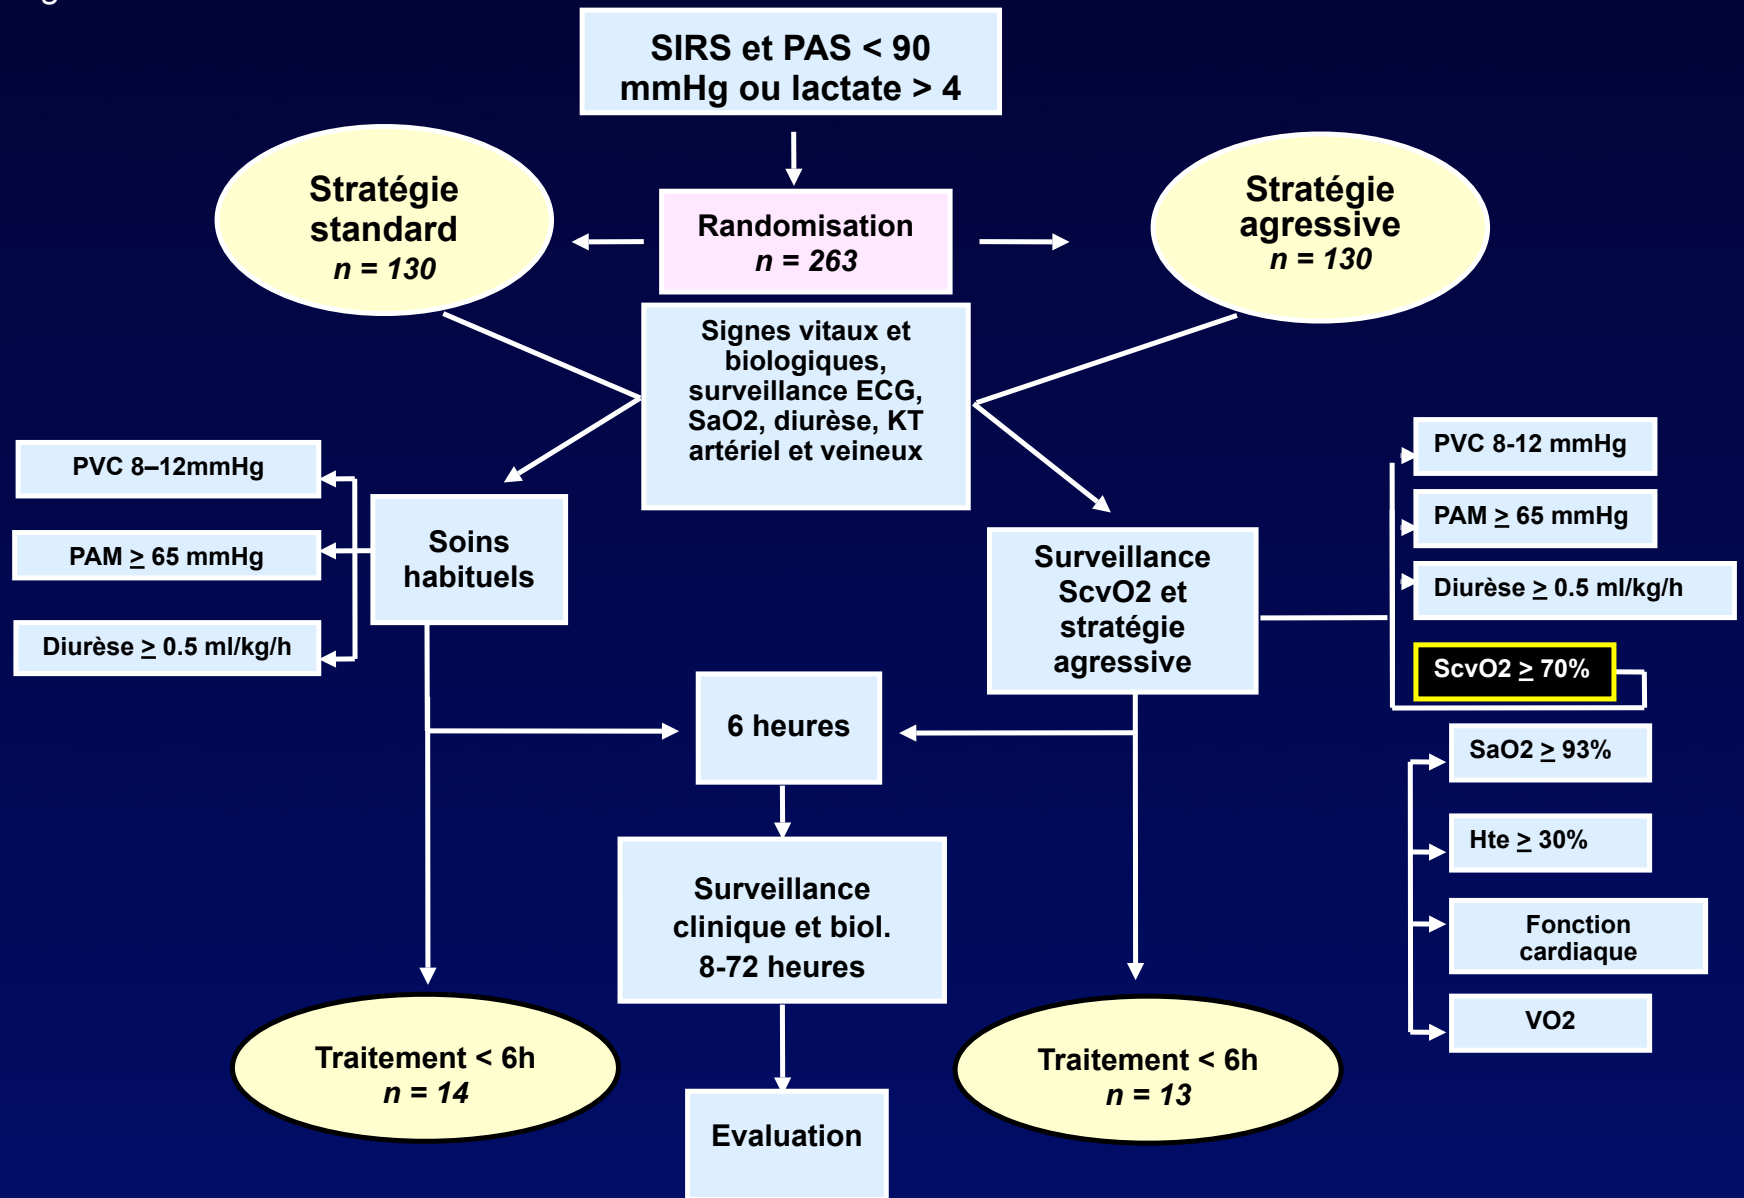 g
SIRS et PAS < 90
mmHg ou lactate > 4
Stratégie
standard
n = 130
Randomisation
n = 263
Stratégie
agressive
n = 130
Signes vitaux et
biologiques,
surveillance ECG,
SaO2, diurèse, KT
artériel et veineux
PVC 8–12mmHg
PAM ≥ 65 mmHg
Diurèse ≥ 0.5 ml/kg/h
Soins
habituels
Surveillance
ScvO2 et
stratégie
agressive
PVC 8-12 mmHg
PAM ≥ 65 mmHg
Diurèse ≥ 0.5 ml/kg/h
ScvO2 ≥ 70%
SaO2 ≥ 93%
Hte ≥ 30%
Fonction
cardiaque
VO2
6 heures
Surveillance
clinique et biol.
8-72 heures
Traitement < 6h
n = 14
Traitement < 6h
n = 13
Evaluation